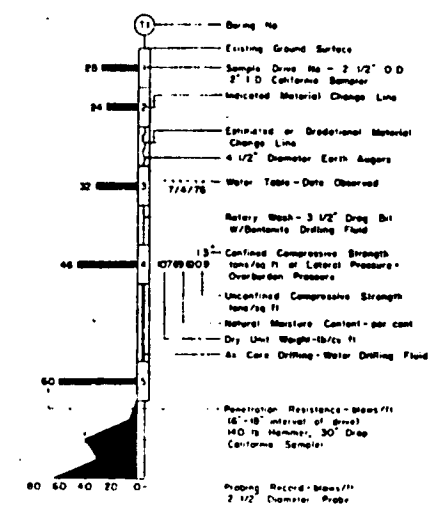 T1
Boring No
Existing Ground Surface
28
1
Sample Drive No - 2 1/2" O.D
2" I D California Sampler
24
2
Indicated Material Change Line
Estimated or Gradational Material
Change Line
4 1/2" Diameter Earth Augers
32
3
7/4/76
Water Table - Date Observed
Rotary Wash - 3 1/2" Drag Bit
W/Bentonite Drilling Fluid
1 3"
Confined Compressive Strength
tons/sq ft at Lateral Pressure =
Overburden Pressure
4
Unconfined Compressive Strength
tons/sq ft
Natural Moisture Content - per cent
Dry Unit Weight - lb/cu ft
Ax Core Drilling - Water Drilling Fluid
60
5
Penetration Resistance - blows/ft
(6"-18" interval of drive)
140 lb Hammer, 30" Drop
California Sampler
80 60 40 20 0
Probing Record - blows/ft
2 1/2" Diameter Probe